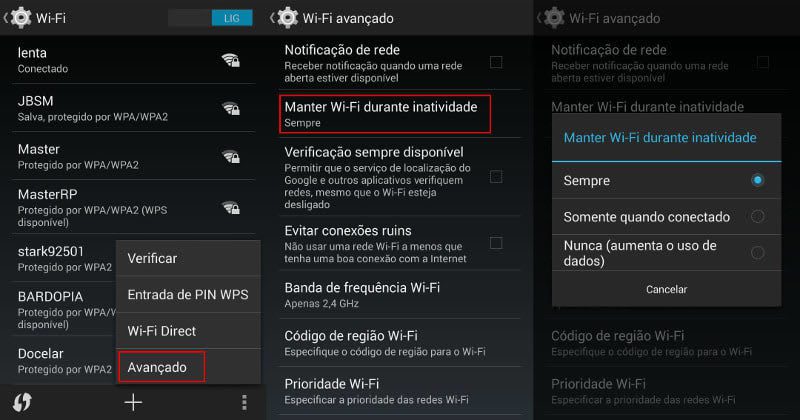 Wi-Fi
LIG
lenta
Conectado
JBSM
Salva, protegido por WPA/WPA2
Master
Protegido por WPA/WPA2
MasterRP
Protegido por WPA/WPA2 (WPS
disponível)
stark92501
Protegido por WPA2
BARDOPIA
Protegido por WPA/
disponível)
Docelar
Protegido por WPA2
Verificar
Entrada de PIN WPS
Wi-Fi Direct
Avançado
Wi-Fi avançado
Notificação de rede
Receber notificação quando uma rede
aberta estiver disponível
Manter Wi-Fi durante inatividade
Sempre
Verificação sempre disponível
Permitir que o serviço de localização do
Google e outros aplicativos verifiquem
redes, mesmo que o Wi-Fi esteja
desligado
Evitar conexões ruins
Não usar uma rede Wi-Fi a menos que
tenha uma boa conexão com a Internet
Banda de frequência Wi-Fi
Apenas 2,4 GHz
Código de região Wi-Fi
Especifique o código de região para o Wi-Fi
Prioridade Wi-Fi
Especificar a prioridade das redes Wi-Fi
Wi-Fi avançado
Notificação de rede
Receber notificação quando uma rede
aberta estiver disponível
Manter Wi-Fi durante inatividade
Manter Wi-Fi durante inatividade
Sempre
Somente quando conectado
Nunca (aumenta o uso de
dados)
Cancelar
Código de região Wi-Fi
Especifique o código de região para o Wi-Fi
Prioridade Wi-Fi
Especificar a prioridade das redes Wi-Fi